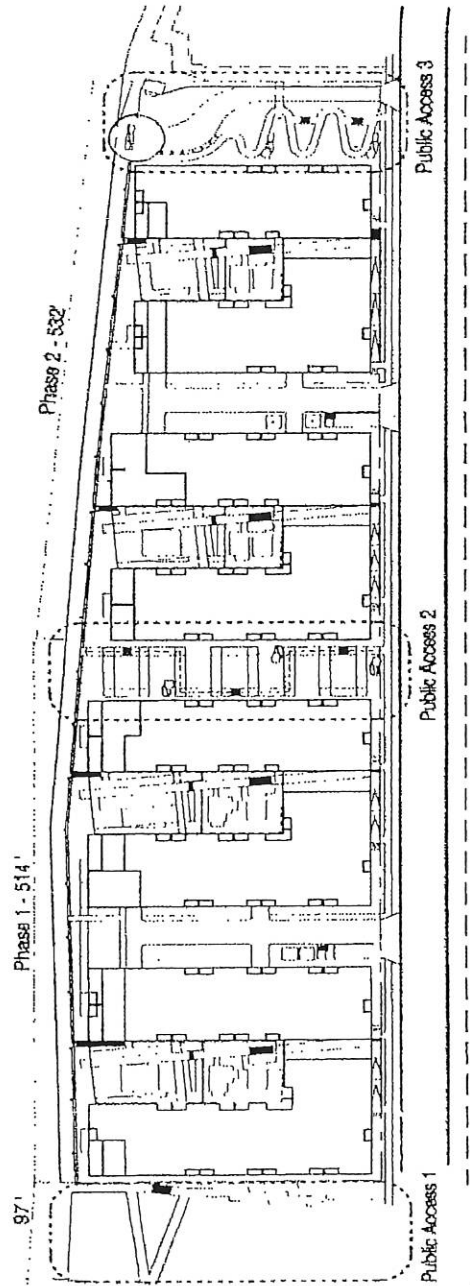 97'
Phase 1 - 514'
Phase 2 - 532'
Public Access 1
Public Access 2
Public Access 3